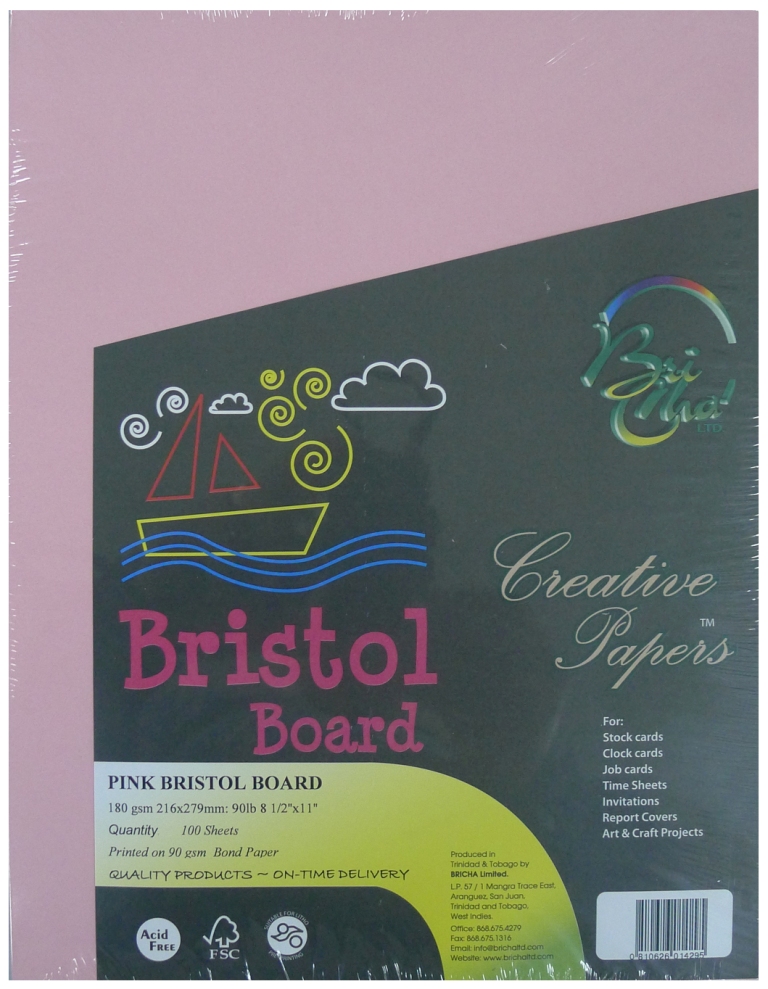 Bri
Cha!
LTD.
Creative
Papers
TM
Bristol
Board
For:
Stock cards
Clock cards
Job cards
Time Sheets
Invitations
Report Covers
Art & Craft Projects
PINK BRISTOL BOARD
180 gsm 216x279mm: 90lb 8 1/2"x11"
Quantity 100 Sheets
Printed on 90 gsm Bond Paper
QUALITY PRODUCTS ~ ON-TIME DELIVERY
Produced in
Trinidad & Tobago by
BRICHA Limited.
L.P. 57 / 1 Mangra Trace East,
Aranguez, San Juan,
Trinidad and Tobago,
West Indies.
Office: 868.675.4279
Fax: 868.675.1316
Email: info@brichaltd.com
Website: www.brichaltd.com
Acid
FREE
FSC
SUITABLE FOR LITHO
PRINTING